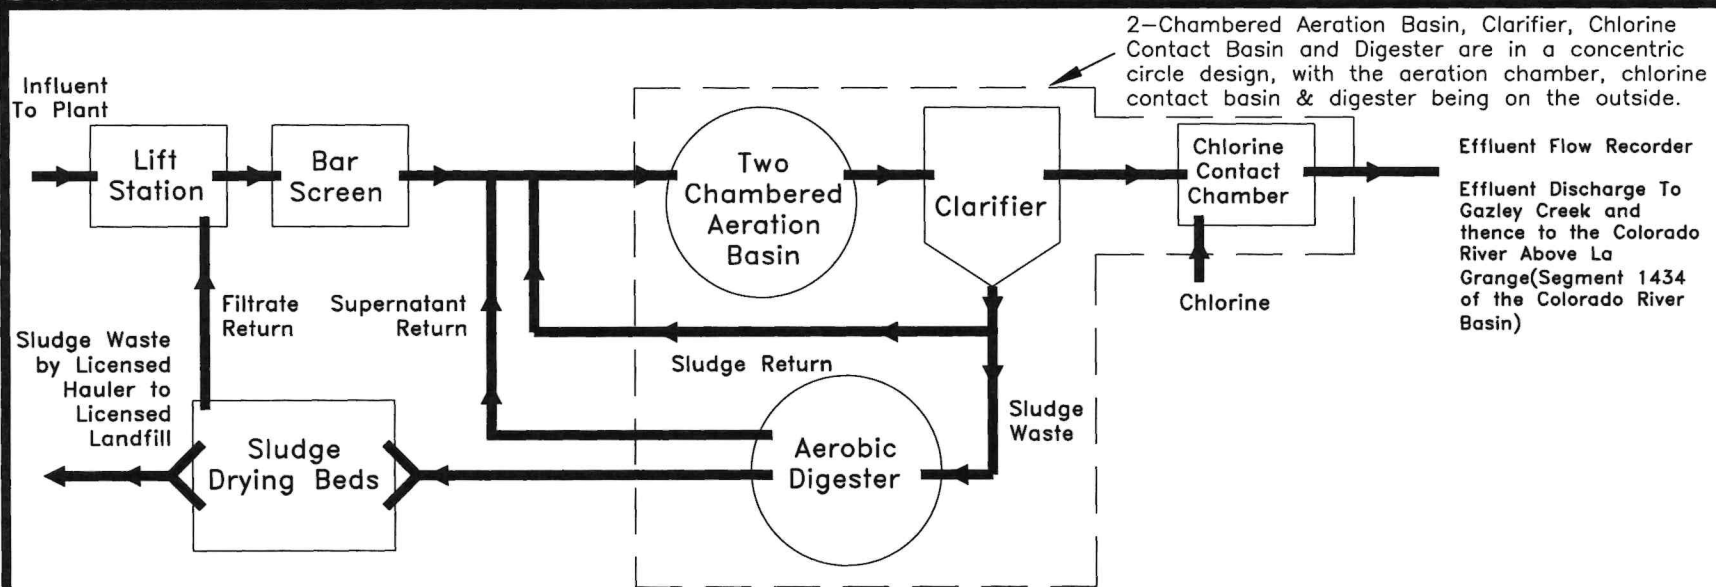 2-Chambered Aeration Basin, Clarifier, Chlorine
Contact Basin and Digester are in a concentric
circle design, with the aeration chamber, chlorine
contact basin & digester being on the outside.
Influent
To Plant
Lift
Station
Bar
Screen
Two
Chambered
Aeration
Basin
Clarifier
Chlorine
Contact
Chamber
Effluent Flow Recorder
Effluent Discharge To
Gazley Creek and
thence to the Colorado
River Above La
Grange(Segment 1434
of the Colorado River
Basin)
Chlorine
Filtrate
Return
Supernatant
Return
Sludge Return
Sludge Waste
by Licensed
Hauler to
Licensed
Landfill
Sludge
Drying Beds
Aerobic
Digester
Sludge
Waste